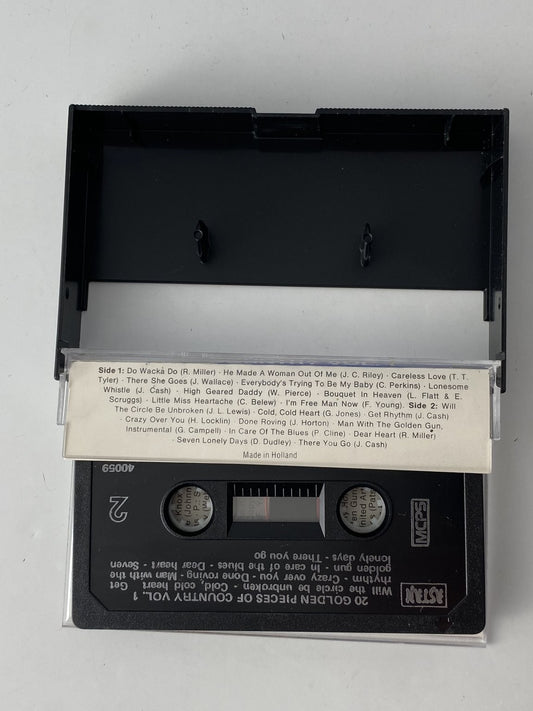 Side 1: Do Wacka Do (R. Miller) · He Made A Woman Out Of Me (J. C. Riloy) · Careless Love (T. T.
Tyler) · There She Goes (J. Wallace) · Everybody's Trying To Be My Baby (C. Perkins) · Lonesome
Whistle (J. Cash) · High Geared Daddy (W. Pierce) · Bouquet In Heaven (L. Flatt & E.
Scruggs) · Little Miss Heartache (C. Belew) · I'm Free Man Now (F. Young). Side 2: Will
The Circle Be Unbroken (J. L. Lewis) · Cold, Cold Heart (G. Jones) · Get Rhythm (J. Cash)
Crazy Over You (H. Locklin) · Done Roving (J. Horton) · Man With The Golden Gun,
Instrumental (G. Campell) · In Care Of The Blues (P. Cline) · Dear Heart (R. Miller)
Seven Lonely Days (D. Dudley) · There You Go (J. Cash)
Made in Holland
20 GOLDEN PIECES OF COUNTRY VOL. 1
ASTAN
Will the circle be unbroken - Cold, cold heart - Get
rhythm - Crazy over you - Done roving - Man with the
golden gun - In care of the blues - Dear heart - Seven
lonely days - There you go
MCPS
2
40059
Knox
(Johnn